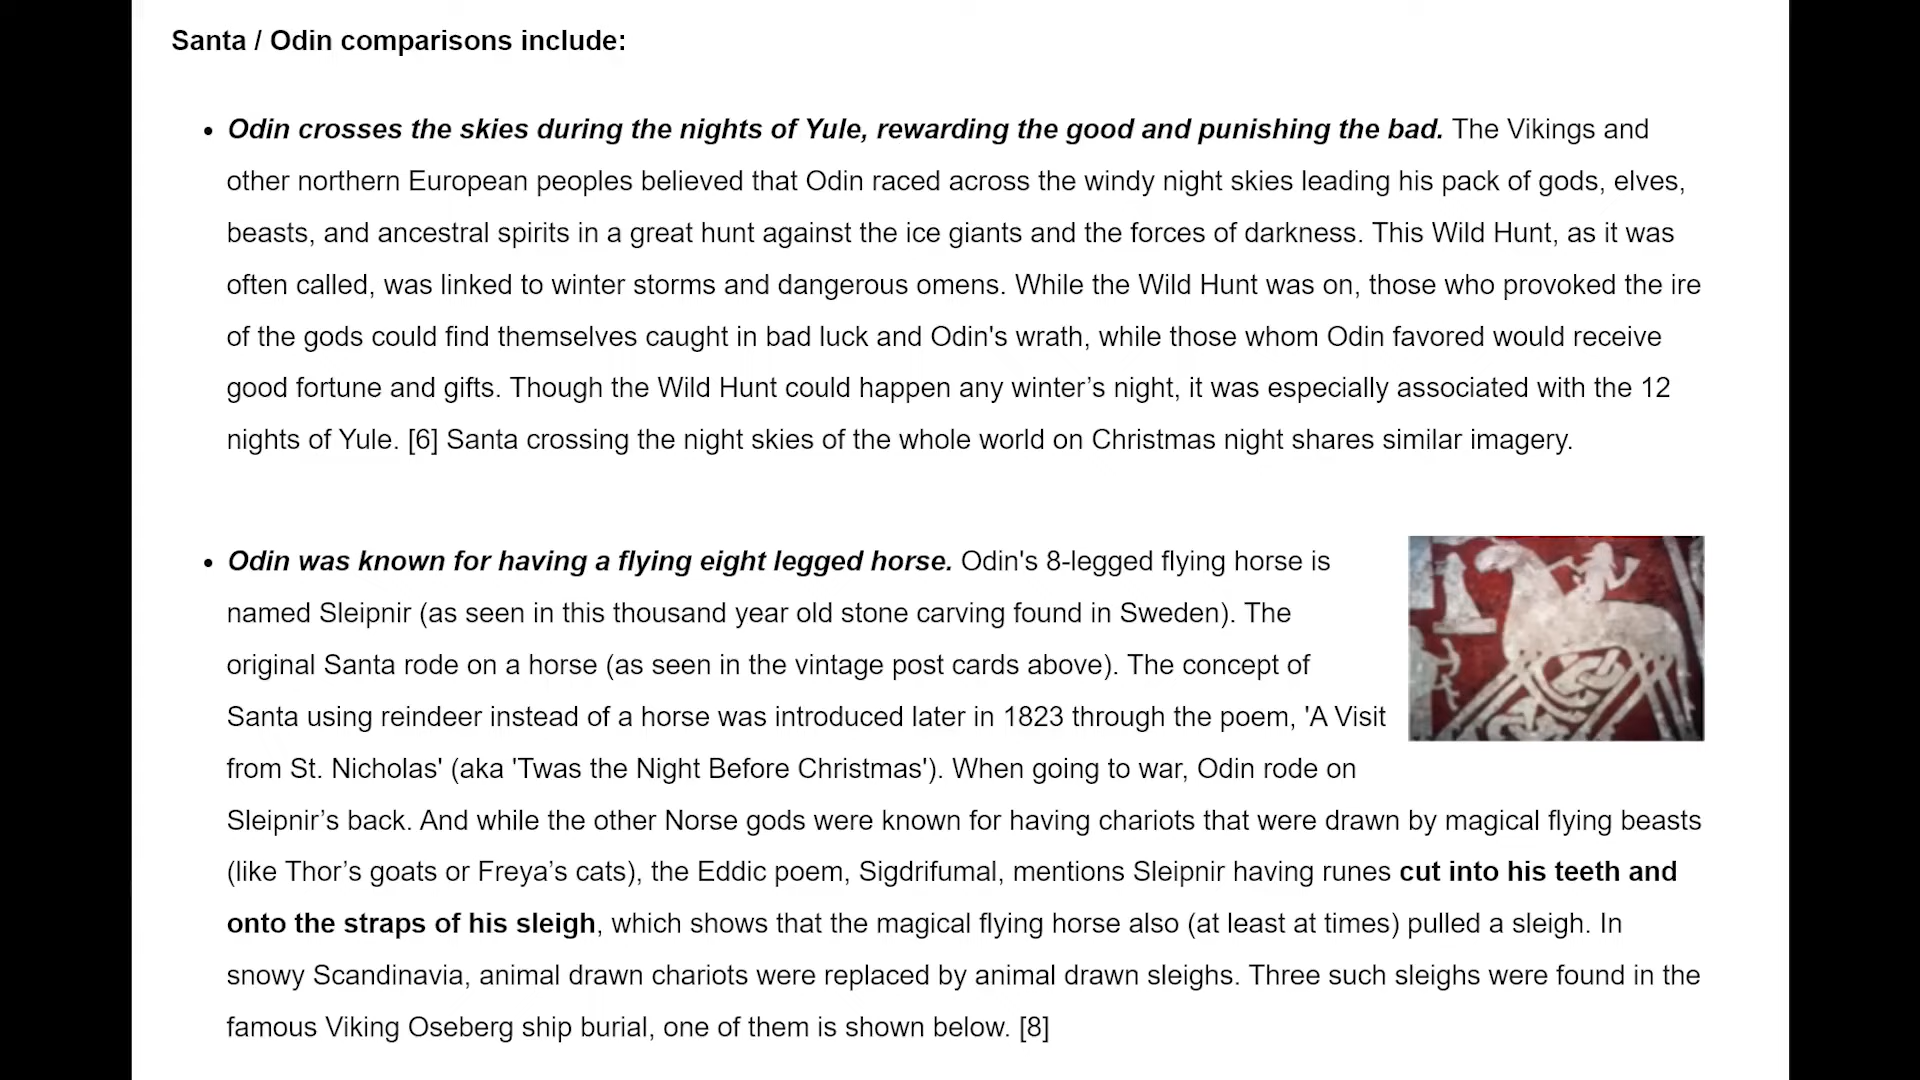 Santa / Odin comparisons include:
• Odin crosses the skies during the nights of Yule, rewarding the good and punishing the bad. The Vikings and
other northern European peoples believed that Odin raced across the windy night skies leading his pack of gods, elves,
beasts, and ancestral spirits in a great hunt against the ice giants and the forces of darkness. This Wild Hunt, as it was
often called, was linked to winter storms and dangerous omens. While the Wild Hunt was on, those who provoked the ire
of the gods could find themselves caught in bad luck and Odin's wrath, while those whom Odin favored would receive
good fortune and gifts. Though the Wild Hunt could happen any winter’s night, it was especially associated with the 12
nights of Yule. [6] Santa crossing the night skies of the whole world on Christmas night shares similar imagery.
• Odin was known for having a flying eight legged horse. Odin's 8-legged flying horse is
named Sleipnir (as seen in this thousand year old stone carving found in Sweden). The
original Santa rode on a horse (as seen in the vintage post cards above). The concept of
Santa using reindeer instead of a horse was introduced later in 1823 through the poem, 'A Visit
from St. Nicholas' (aka 'Twas the Night Before Christmas'). When going to war, Odin rode on
Sleipnir’s back. And while the other Norse gods were known for having chariots that were drawn by magical flying beasts
(like Thor’s goats or Freya’s cats), the Eddic poem, Sigdrifumal, mentions Sleipnir having runes cut into his teeth and
onto the straps of his sleigh, which shows that the magical flying horse also (at least at times) pulled a sleigh. In
snowy Scandinavia, animal drawn chariots were replaced by animal drawn sleighs. Three such sleighs were found in the
famous Viking Oseberg ship burial, one of them is shown below. [8]